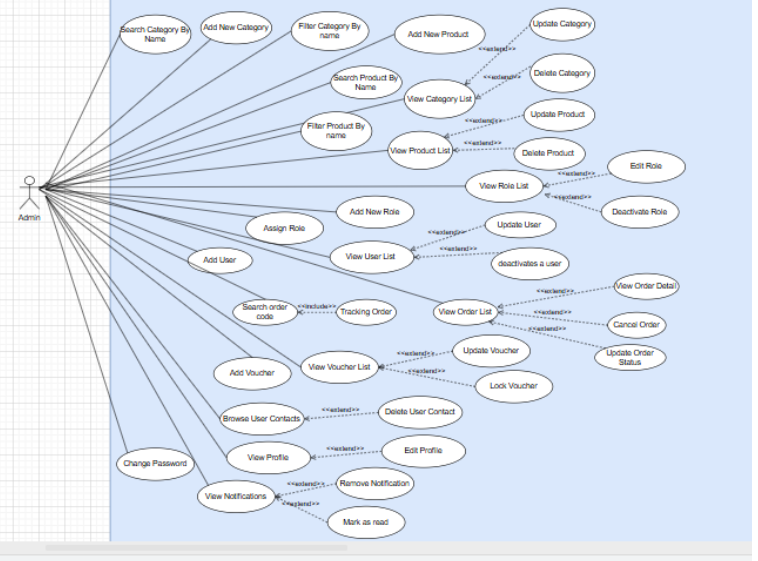 Search Category By
Name
Add New Category
Filter Category By
name
Add New Product
Update Category
<<extend>>
Search Product By
Name
<<extend>>
Delete Category
View Category List
Filter Product By
name
<<extend>>
Update Product
View Product List
<<extend>>
Delete Product
Edit Role
<<extend>>
View Role List
<<extend>>
Deactivate Role
Admin
Add New Role
Assign Role
Update User
<<extend>>
<<extend>>
Add User
View User List
deactivates a user
<<extend>>
View Order Detail
Search order
code
<<include>>
Tracking Order
View Order List
<<extend>>
Cancel Order
<<extend>>
Update Order
Status
Add Voucher
View Voucher List
<<extend>>
Update Voucher
<<extend>>
Lock Voucher
Browse User Contacts
<<extend>>
Delete User Contact
Change Password
View Profile
<<extend>>
Edit Profile
View Notifications
<<extend>>
Remove Notification
<<extend>>
Mark as read